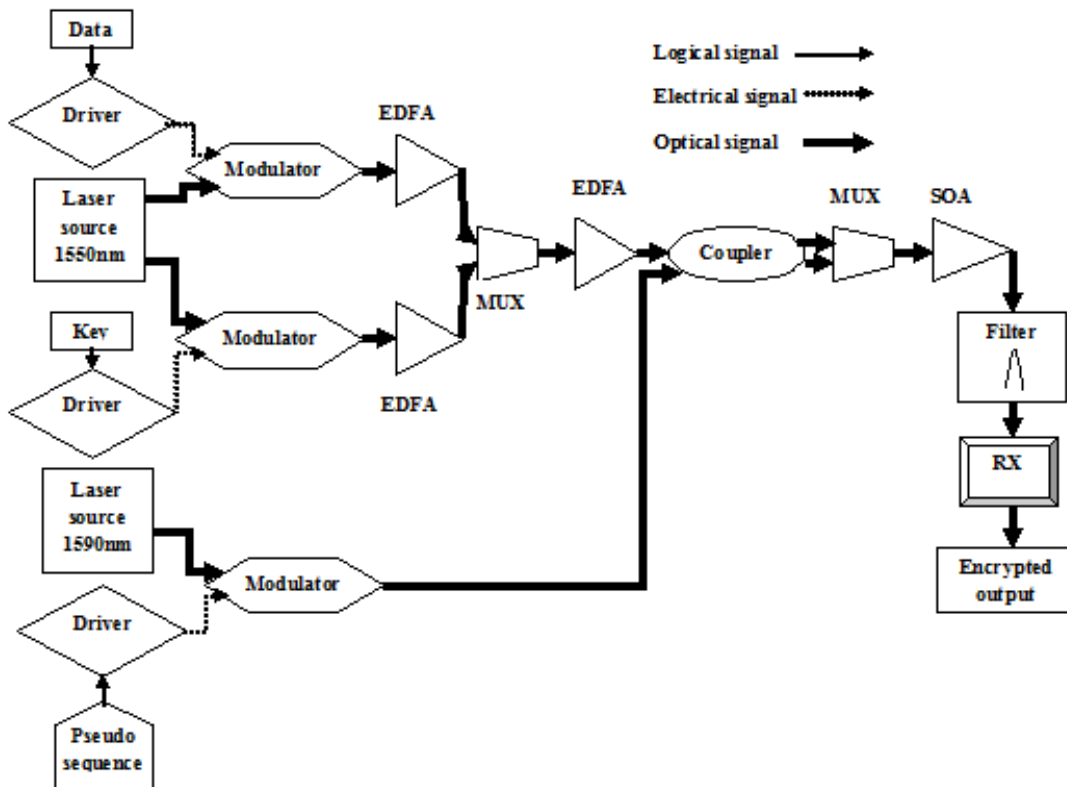 Data
Driver
Modulator
EDFA
Laser
source
1550nm
MUX
EDFA
Coupler
MUX
SOA
Logical signal
Electrical signal
Optical signal
Key
Driver
Modulator
EDFA
Filter
RX
Encrypted
output
Laser
source
1590nm
Modulator
Driver
Pseudo
sequence